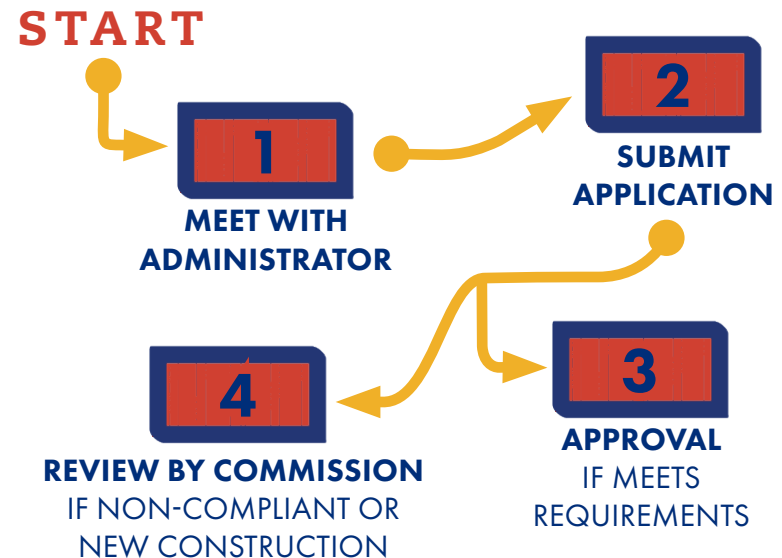 START
1
MEET WITH
ADMINISTRATOR
2
SUBMIT
APPLICATION
3
APPROVAL
IF MEETS
REQUIREMENTS
4
REVIEW BY COMMISSION
IF NON-COMPLIANT OR
NEW CONSTRUCTION